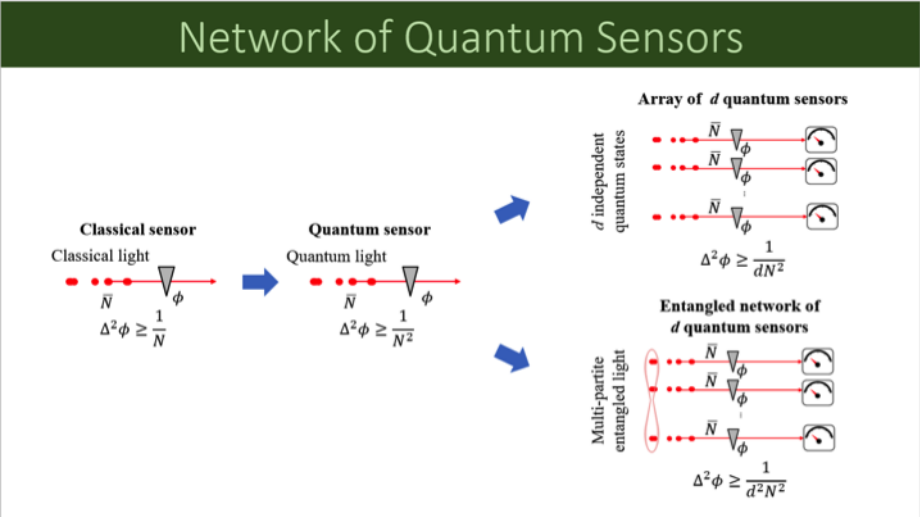 Network of Quantum Sensors
Classical sensor
Classical light
N̅
ϕ
Δ²ϕ ≥ 1/N
Quantum sensor
Quantum light
N̅
ϕ
Δ²ϕ ≥ 1/N²
Array of d quantum sensors
d independent
quantum states
N̅
ϕ
N̅
ϕ
N̅
ϕ
Δ²ϕ ≥ 1/dN²
Entangled network of
d quantum sensors
Multi-partite
entangled light
N̅
ϕ
N̅
ϕ
N̅
ϕ
Δ²ϕ ≥ 1/d²N²